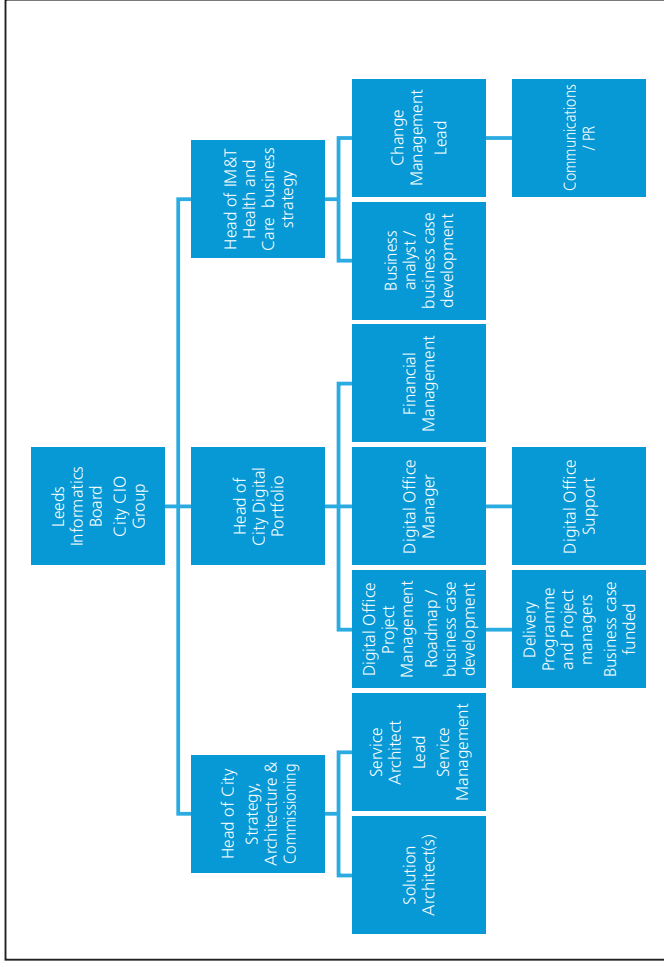 Leeds
Informatics
Board
City CIO
Group
Head of City
Strategy,
Architecture &
Commissioning
Head of
City Digital
Portfolio
Head of IM&T
Health and
Care business
strategy
Solution
Architect(s)
Service
Architect
Lead
Service
Management
Digital Office
Project
Management
Roadmap /
business case
development
Digital Office
Manager
Financial
Management
Business
analyst /
business case
development
Change
Management
Lead
Delivery
Programme
and Project
managers
Business case
funded
Digital Office
Support
Communications
/ PR